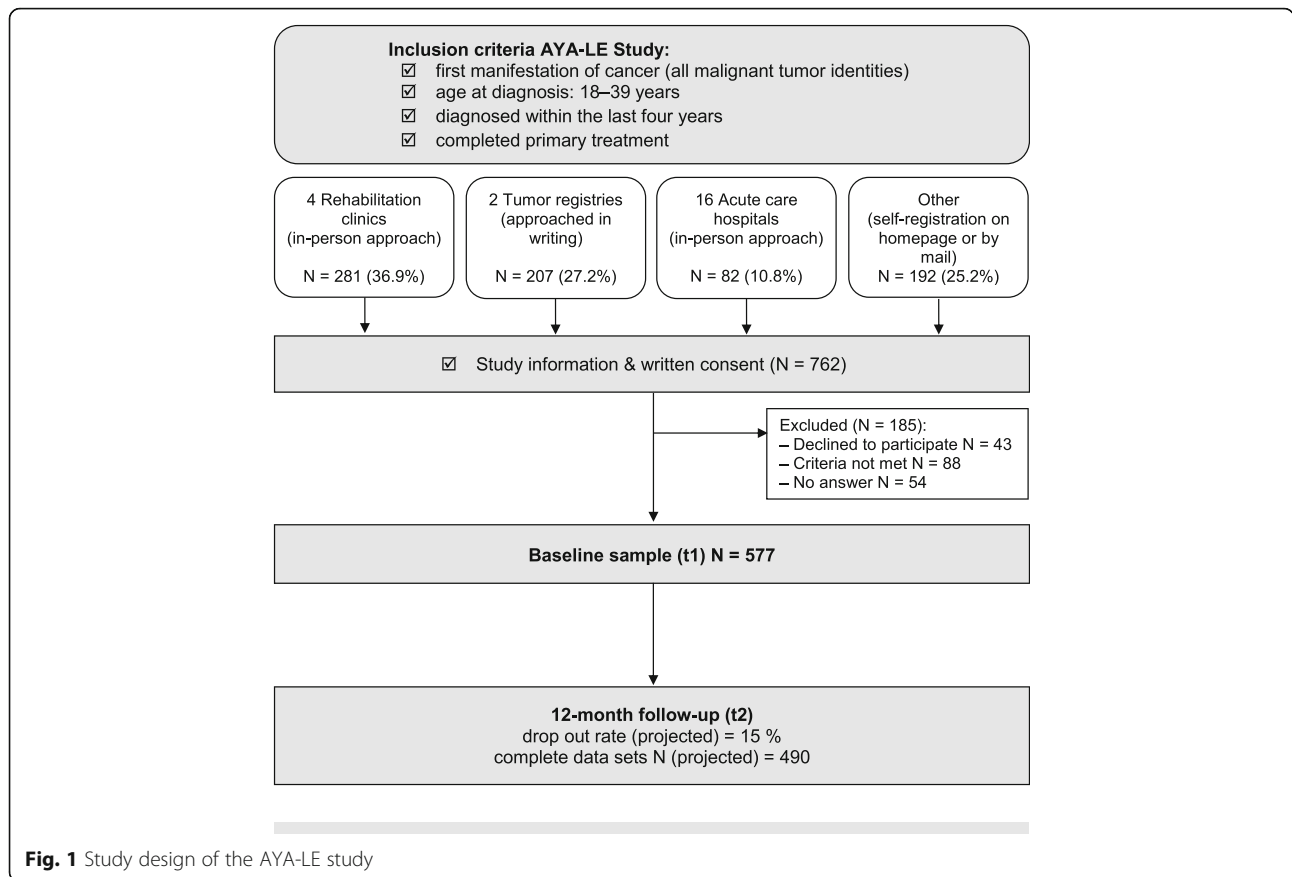 Inclusion criteria AYA-LE Study:
☑ first manifestation of cancer (all malignant tumor identities)
☑ age at diagnosis: 18–39 years
☑ diagnosed within the last four years
☑ completed primary treatment
4 Rehabilitation
clinics
(in-person approach)
N = 281 (36.9%)
2 Tumor registries
(approached in
writing)
N = 207 (27.2%)
16 Acute care
hospitals
(in-person approach)
N = 82 (10.8%)
Other
(self-registration on
homepage or by
mail)
N = 192 (25.2%)
☑ Study information & written consent (N = 762)
Excluded (N = 185):
– Declined to participate N = 43
– Criteria not met N = 88
– No answer N = 54
Baseline sample (t1) N = 577
12-month follow-up (t2)
drop out rate (projected) = 15 %
complete data sets N (projected) = 490
Fig. 1 Study design of the AYA-LE study